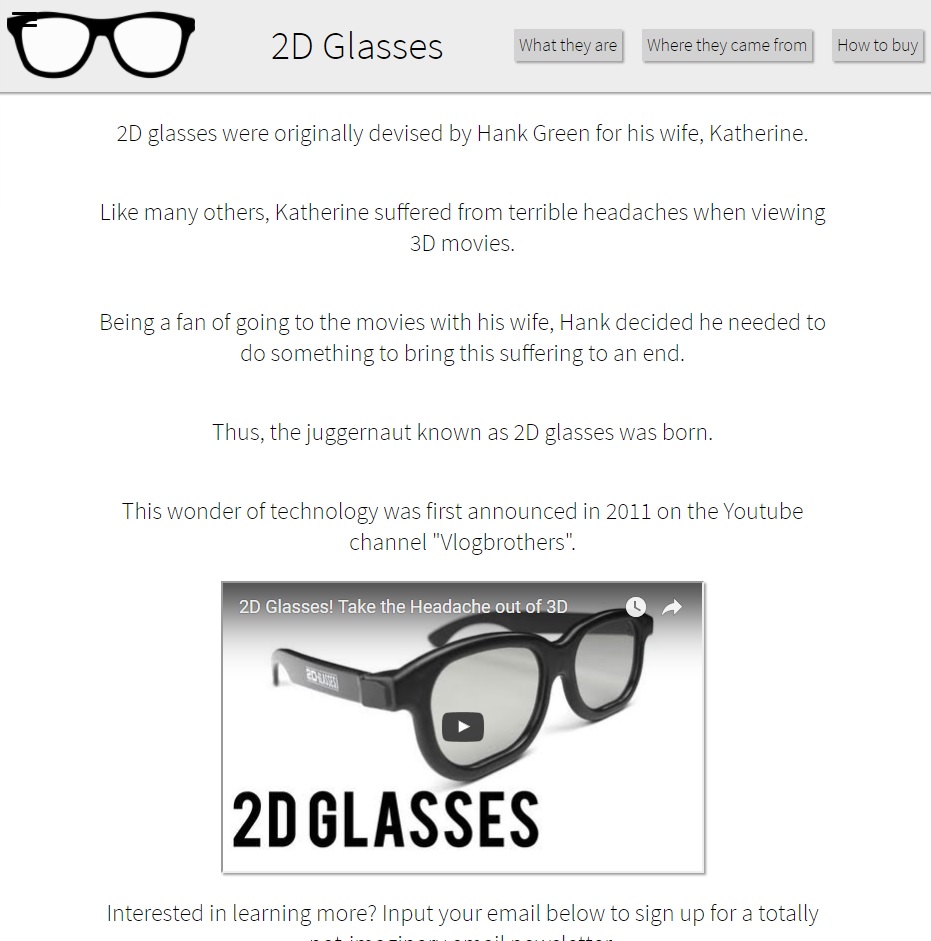 2D Glasses
What they are
Where they came from
How to buy
2D glasses were originally devised by Hank Green for his wife, Katherine.
Like many others, Katherine suffered from terrible headaches when viewing
3D movies.
Being a fan of going to the movies with his wife, Hank decided he needed to
do something to bring this suffering to an end.
Thus, the juggernaut known as 2D glasses was born.
This wonder of technology was first announced in 2011 on the Youtube
channel "Vlogbrothers".
2D Glasses! Take the Headache out of 3D
2D GLASSES
2D GLASSES
Interested in learning more? Input your email below to sign up for a totally
not-imaginary email newsletter.